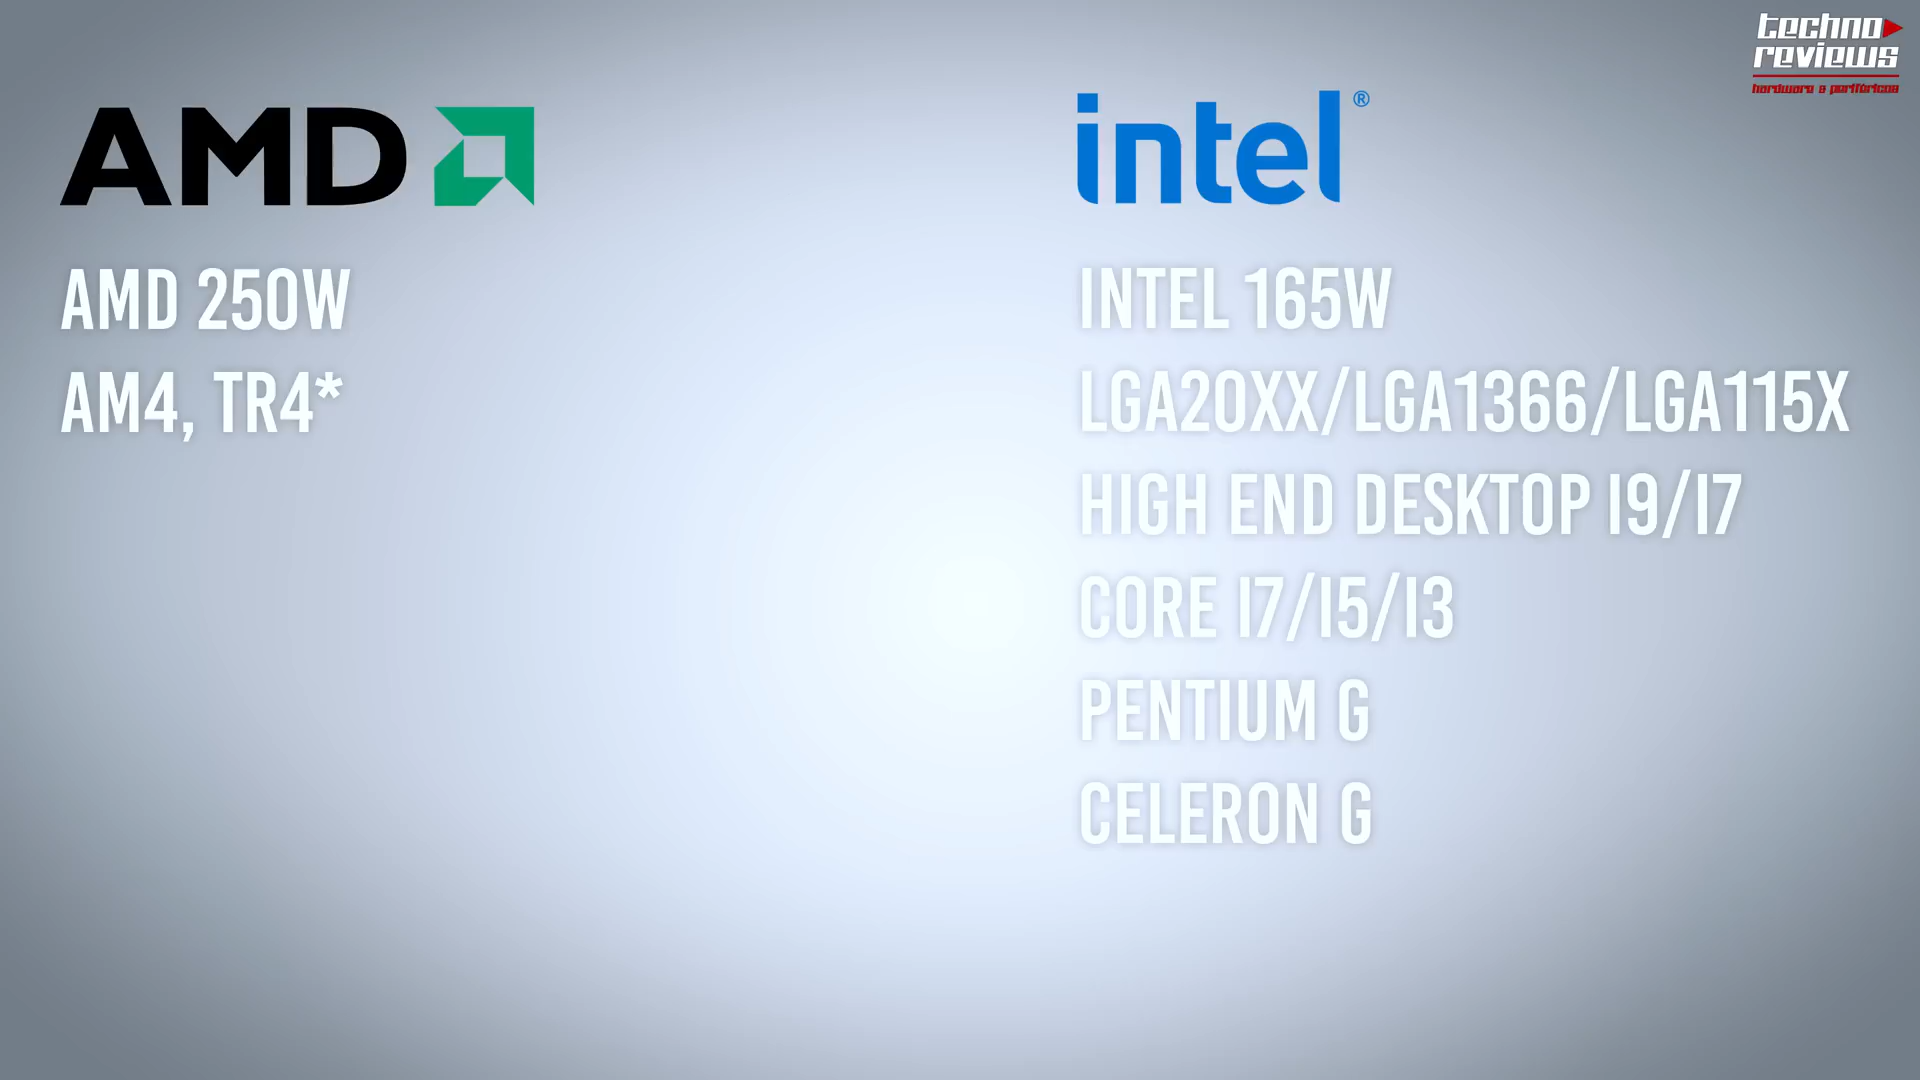 techno
reviews
hardware & periféricos
AMD
intel®
AMD 250W
AM4, TR4*
INTEL 165W
LGA20XX/LGA1366/LGA115X
HIGH END DESKTOP I9/I7
CORE I7/I5/I3
PENTIUM G
CELERON G